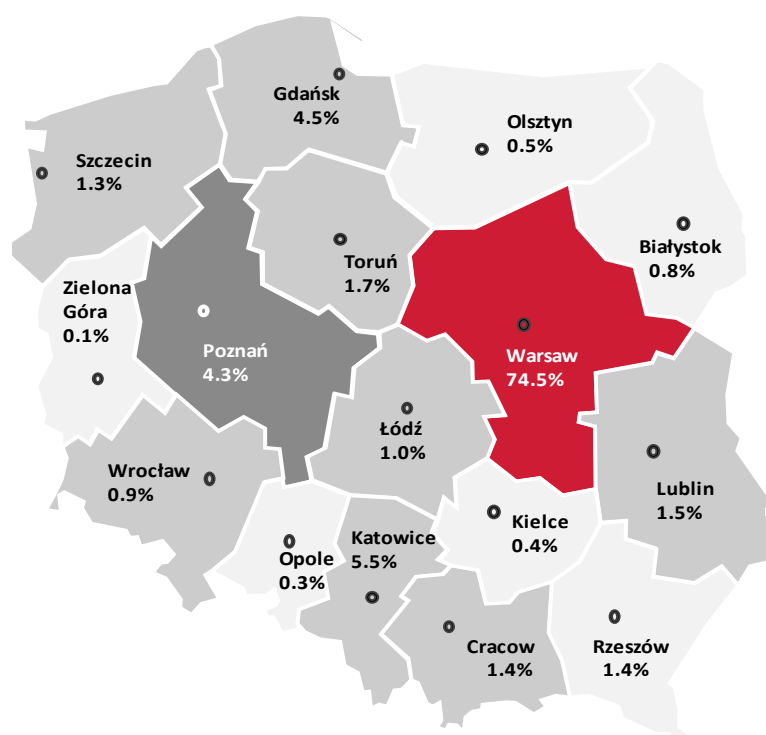 Gdańsk
4.5%
Olsztyn
0.5%
Szczecin
1.3%
Białystok
0.8%
Toruń
1.7%
Zielona
Góra
0.1%
Poznań
4.3%
Warsaw
74.5%
Łódź
1.0%
Wrocław
0.9%
Lublin
1.5%
Kielce
0.4%
Katowice
5.5%
Opole
0.3%
Cracow
1.4%
Rzeszów
1.4%